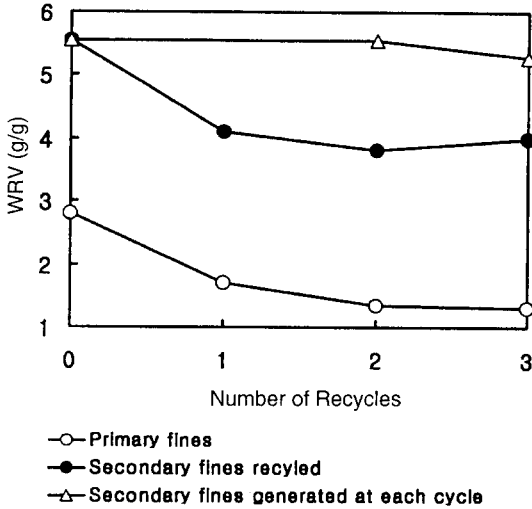 6
5
4
3
2
1
WRV (g/g)
0 1 2 3
Number of Recycles
Primary fines
Secondary fines recyled
Secondary fines generated at each cycle